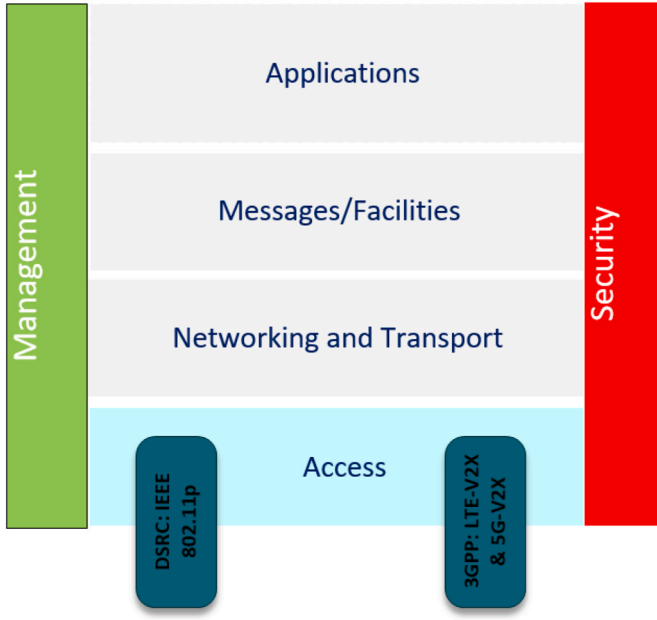 Management
Applications
Messages/Facilities
Networking and Transport
Access
DSRC: IEEE
802.11p
3GPP: LTE-V2X
& 5G-V2X
Security